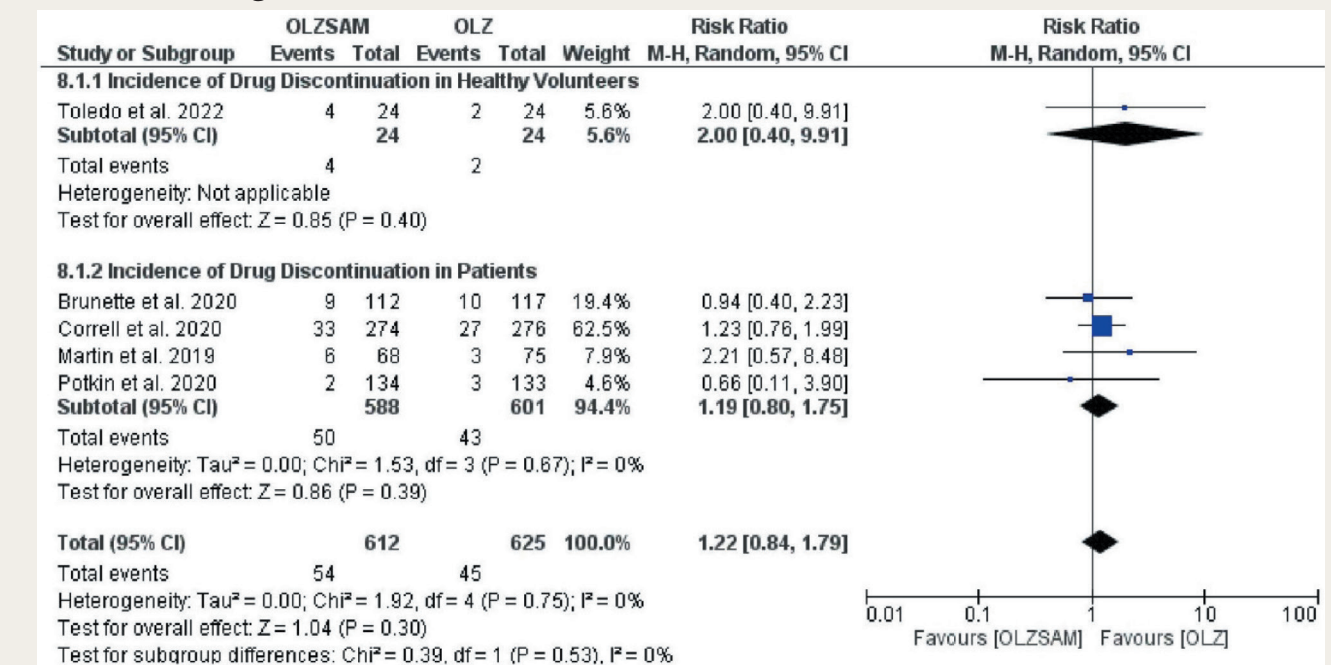 OLZSAM OLZ Risk Ratio Risk Ratio
Study or Subgroup Events Total Events Total Weight M-H, Random, 95% CI M-H, Random, 95% CI
8.1.1 Incidence of Drug Discontinuation in Healthy Volunteers
Toledo et al. 2022 4 24 2 24 5.6% 2.00 [0.40, 9.91]
Subtotal (95% CI) 24 24 5.6% 2.00 [0.40, 9.91]
Total events 4 2
Heterogeneity: Not applicable
Test for overall effect: Z = 0.85 (P = 0.40)
8.1.2 Incidence of Drug Discontinuation in Patients
Brunette et al. 2020 9 112 10 117 19.4% 0.94 [0.40, 2.23]
Correll et al. 2020 33 274 27 276 62.5% 1.23 [0.76, 1.99]
Martin et al. 2019 6 68 3 75 7.9% 2.21 [0.57, 8.48]
Potkin et al. 2020 2 134 3 133 4.6% 0.66 [0.11, 3.90]
Subtotal (95% CI) 588 601 94.4% 1.19 [0.80, 1.75]
Total events 50 43
Heterogeneity: Tau² = 0.00; Chi² = 1.53, df = 3 (P = 0.67); I² = 0%
Test for overall effect: Z = 0.86 (P = 0.39)
Total (95% CI) 612 625 100.0% 1.22 [0.84, 1.79]
Total events 54 45
Heterogeneity: Tau² = 0.00; Chi² = 1.92, df = 4 (P = 0.75); I² = 0%
Test for overall effect: Z = 1.04 (P = 0.30)
Test for subgroup differences: Chi² = 0.39, df = 1 (P = 0.53), I² = 0%
0.01 0.1 1 10 100
Favours [OLZSAM] Favours [OLZ]